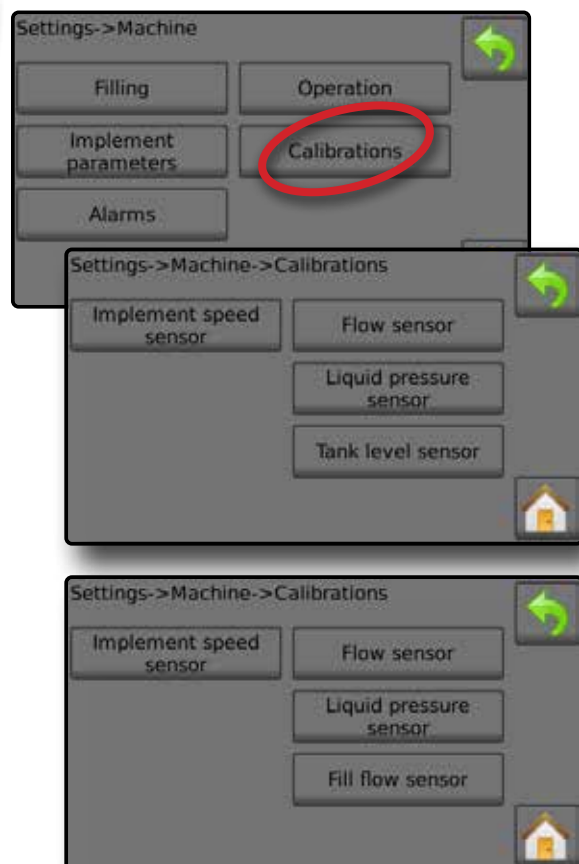 Settings->Machine
Filling
Operation
Implement
parameters
Calibrations
Alarms
Settings->Machine->Calibrations
Implement speed
sensor
Flow sensor
Liquid pressure
sensor
Tank level sensor
Settings->Machine->Calibrations
Implement speed
sensor
Flow sensor
Liquid pressure
sensor
Fill flow sensor